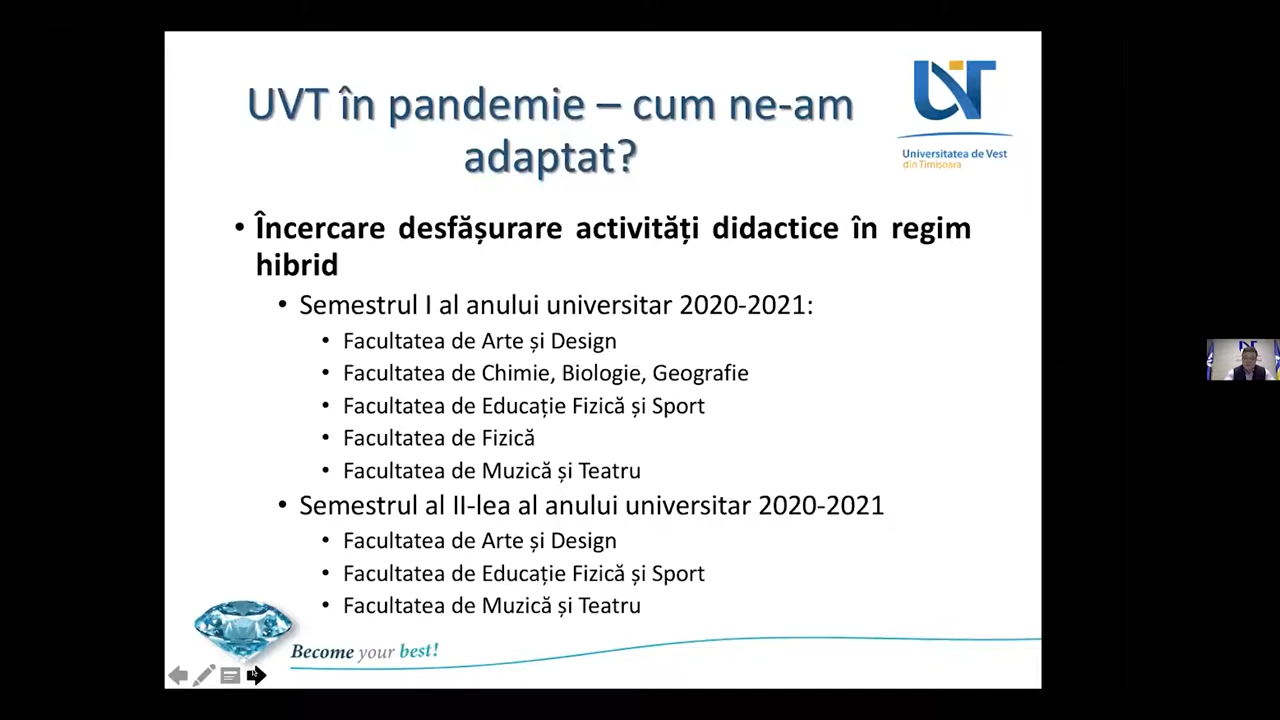 UVT în pandemie – cum ne-am
adaptat?
UVT
Universitatea de Vest
din Timișoara
• Încercare desfășurare activități didactice în regim
hibrid
• Semestrul I al anului universitar 2020-2021:
• Facultatea de Arte și Design
• Facultatea de Chimie, Biologie, Geografie
• Facultatea de Educație Fizică și Sport
• Facultatea de Fizică
• Facultatea de Muzică și Teatru
• Semestrul al II-lea al anului universitar 2020-2021
• Facultatea de Arte și Design
• Facultatea de Educație Fizică și Sport
• Facultatea de Muzică și Teatru
Become your best!